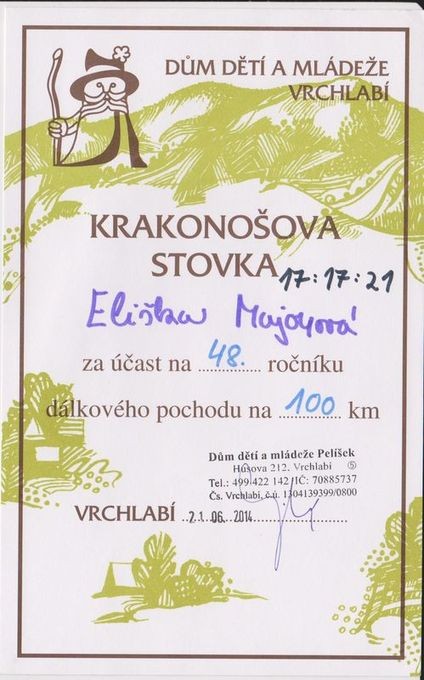 DŮM DĚTÍ A MLÁDEŽE
VRCHLABÍ
KRAKONOŠOVA
STOVKA 17:17:21
Eliška Majorová
za účast na 48. ročníku
dálkového pochodu na 100 km
Dům dětí a mládeže Pelíšek
Husova 212, Vrchlabí ⑤
Tel.: 499 422 142 IČ: 70885737
Čs. Vrchlabí, č.ú. 1304139399/0800
VRCHLABÍ 21. 06. 2014